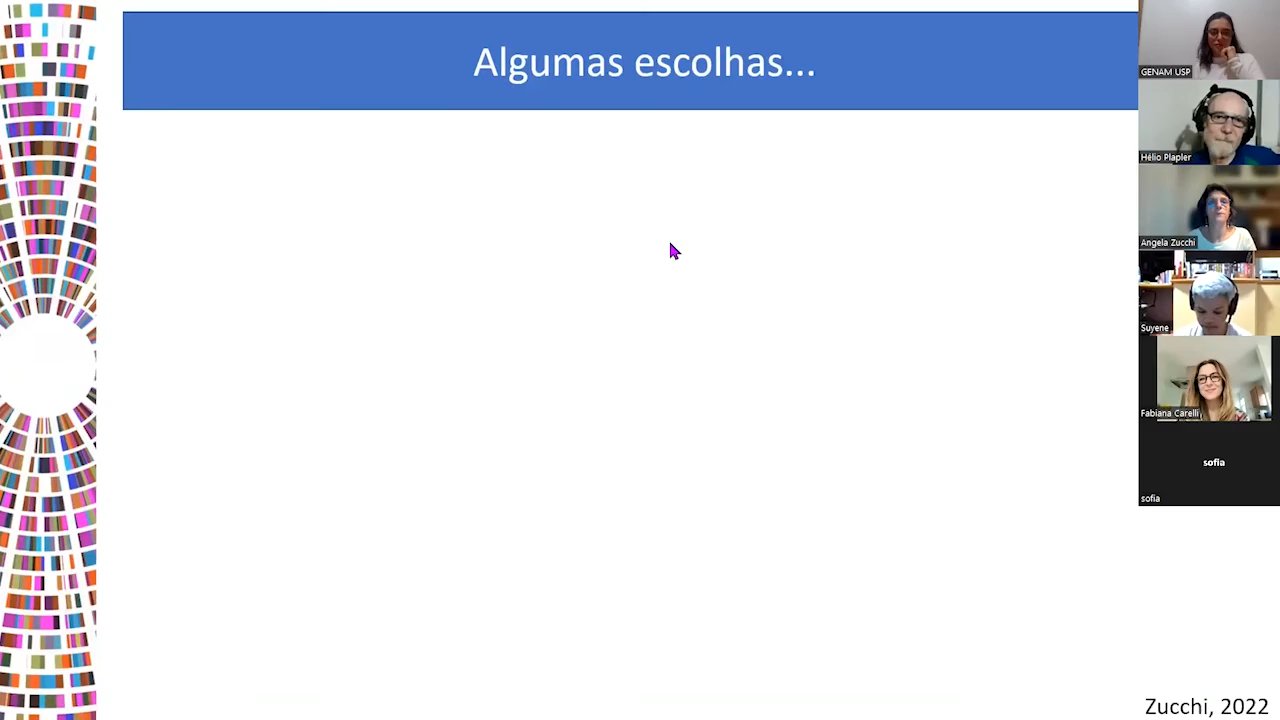 Algumas escolhas...
GENAM USP
Hélio Plapler
Angela Zucchi
Suyene
Fabiana Carelli
sofia
sofia
Zucchi, 2022